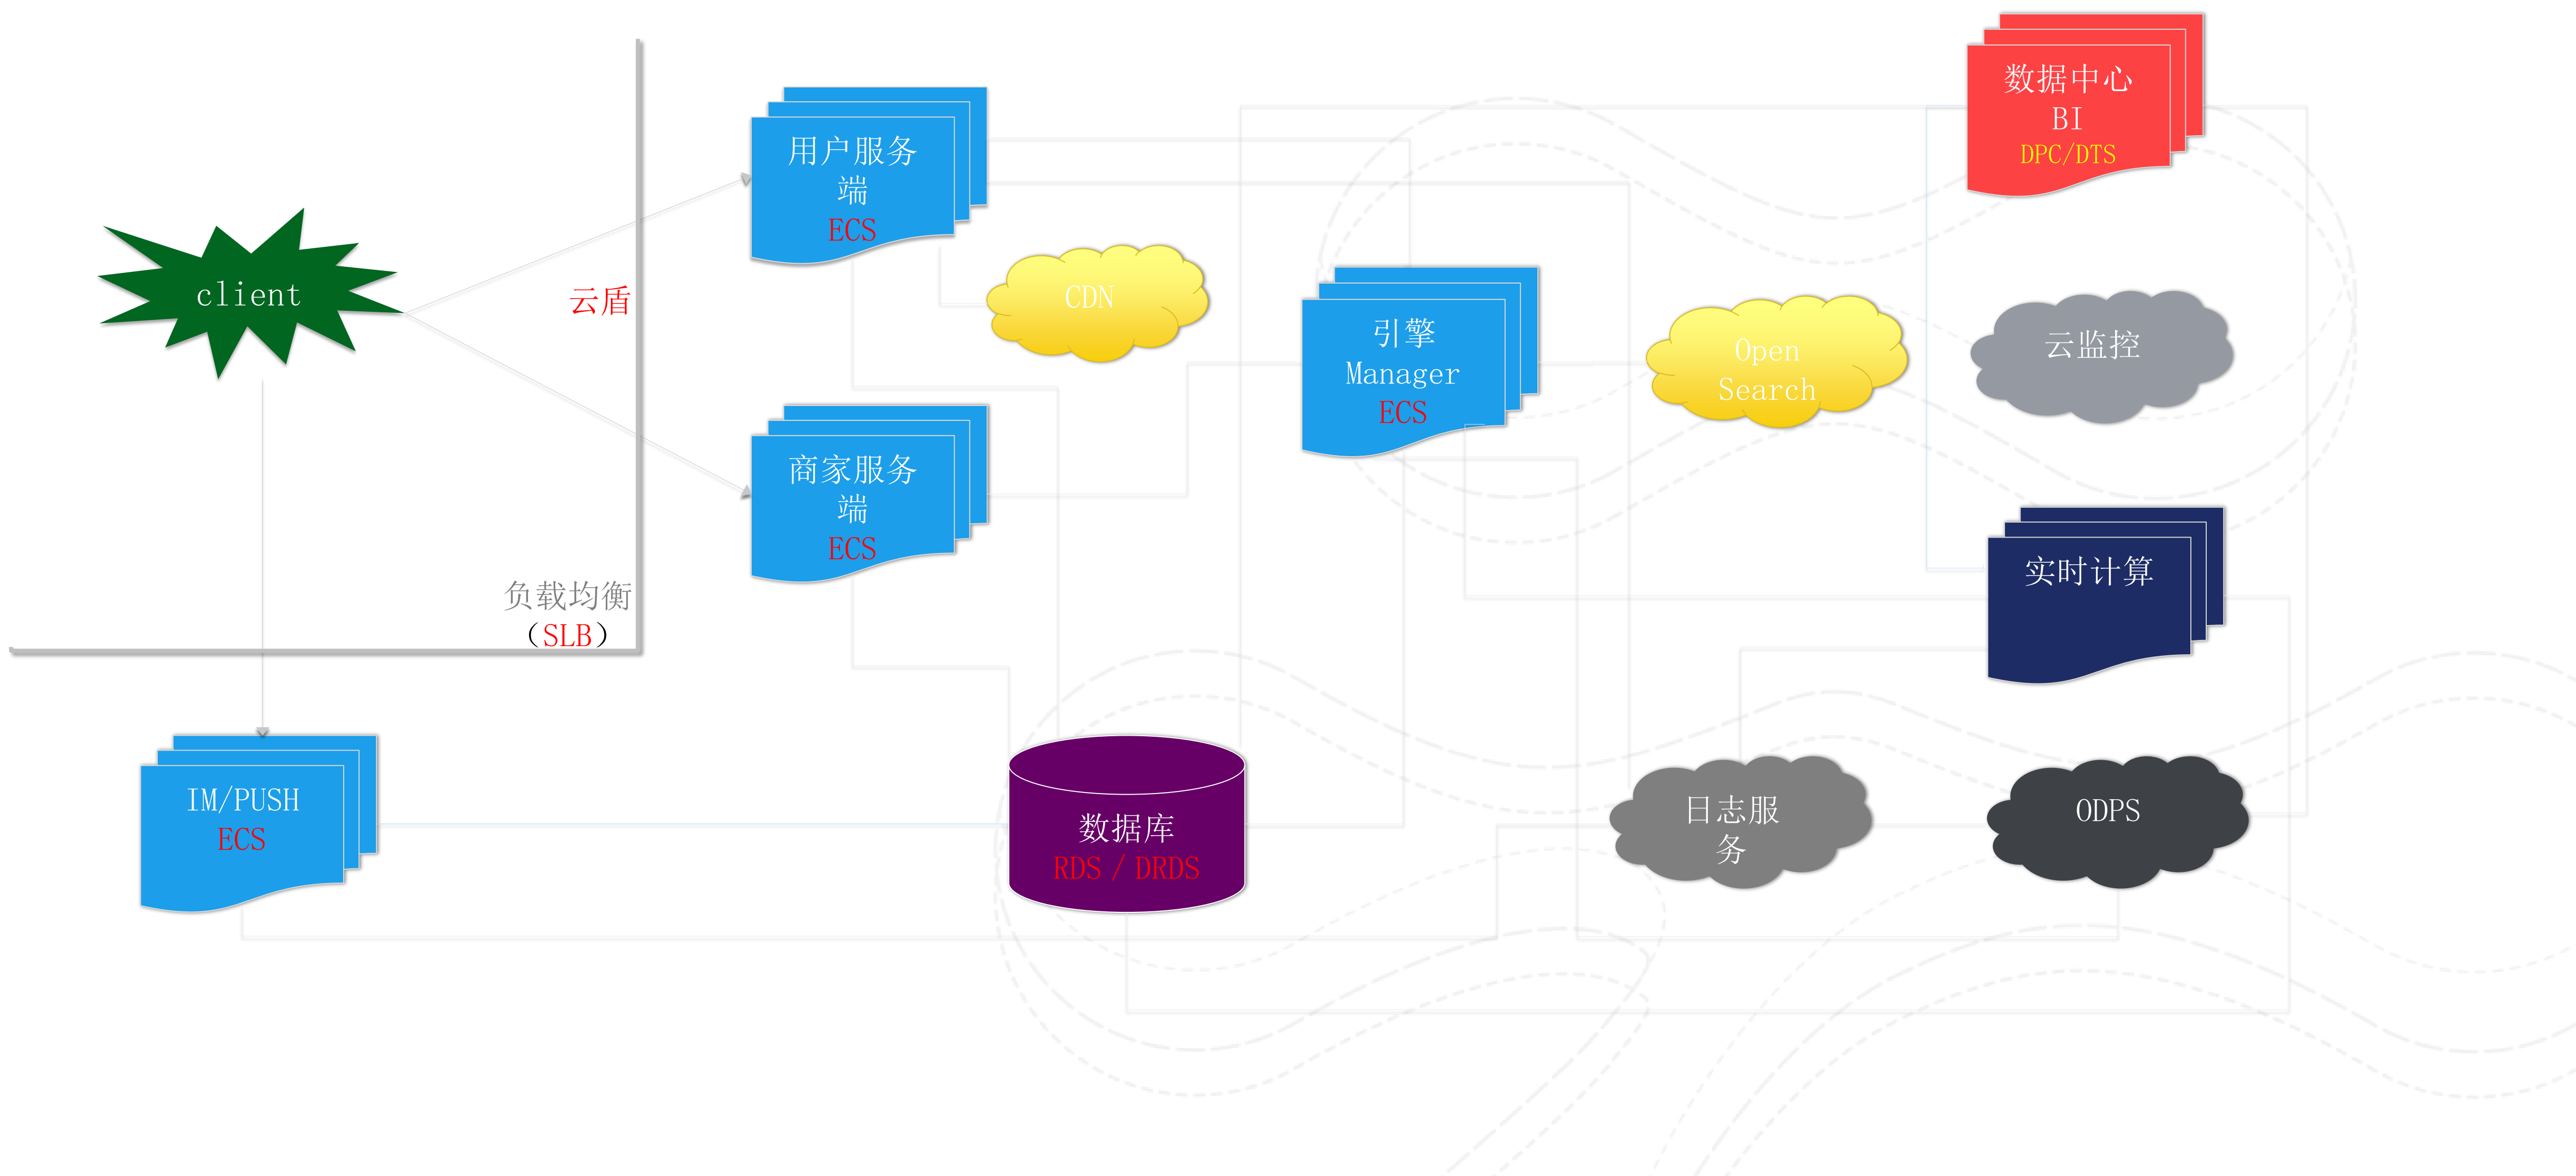 数据中心
BI
DPC/DTS
用户服务
端
ECS
client
云盾
CDN
引擎
Manager
ECS
Open
Search
云监控
商家服务
端
ECS
负载均衡
（SLB）
实时计算
IM/PUSH
ECS
数据库
RDS / DRDS
日志服
务
ODPS